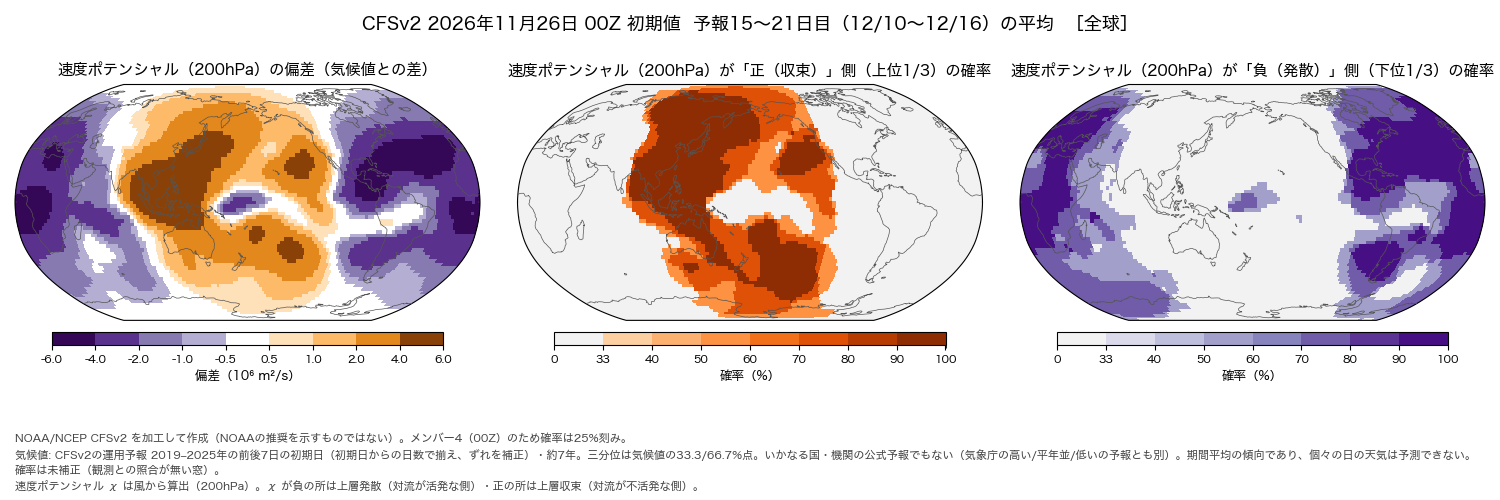 CFSv2 2026年11月26日 00Z 初期値 予報15～21日目（12/10～12/16）の平均 ［全球］
速度ポテンシャル（200hPa）の偏差（気候値との差）
速度ポテンシャル（200hPa）が「正（収束）」側（上位1/3）の確率
速度ポテンシャル（200hPa）が「負（発散）」側（下位1/3）の確率
-6.0 -4.0 -2.0 -1.0 -0.5 0.5 1.0 2.0 4.0 6.0
偏差（10⁶ m²/s）
0 33 40 50 60 70 80 90 100
確率（%）
0 33 40 50 60 70 80 90 100
確率（%）
NOAA/NCEP CFSv2 を加工して作成（NOAAの推奨を示すものではない）。メンバー4（00Z）のため確率は25%刻み。
気候値: CFSv2の運用予報 2019–2025年の前後7日の初期日（初期日からの日数で揃え、ずれを補正）・約7年。三分位は気候値の33.3/66.7%点。いかなる国・機関の公式予報でもない（気象庁の高い/平年並/低いの予報とも別）。期間平均の傾向であり、個々の日の天気は予測できない。
確率は未補正（観測との照合が無い窓）。
速度ポテンシャル χ は風から算出（200hPa）。χ が負の所は上層発散（対流が活発な側）・正の所は上層収束（対流が不活発な側）。